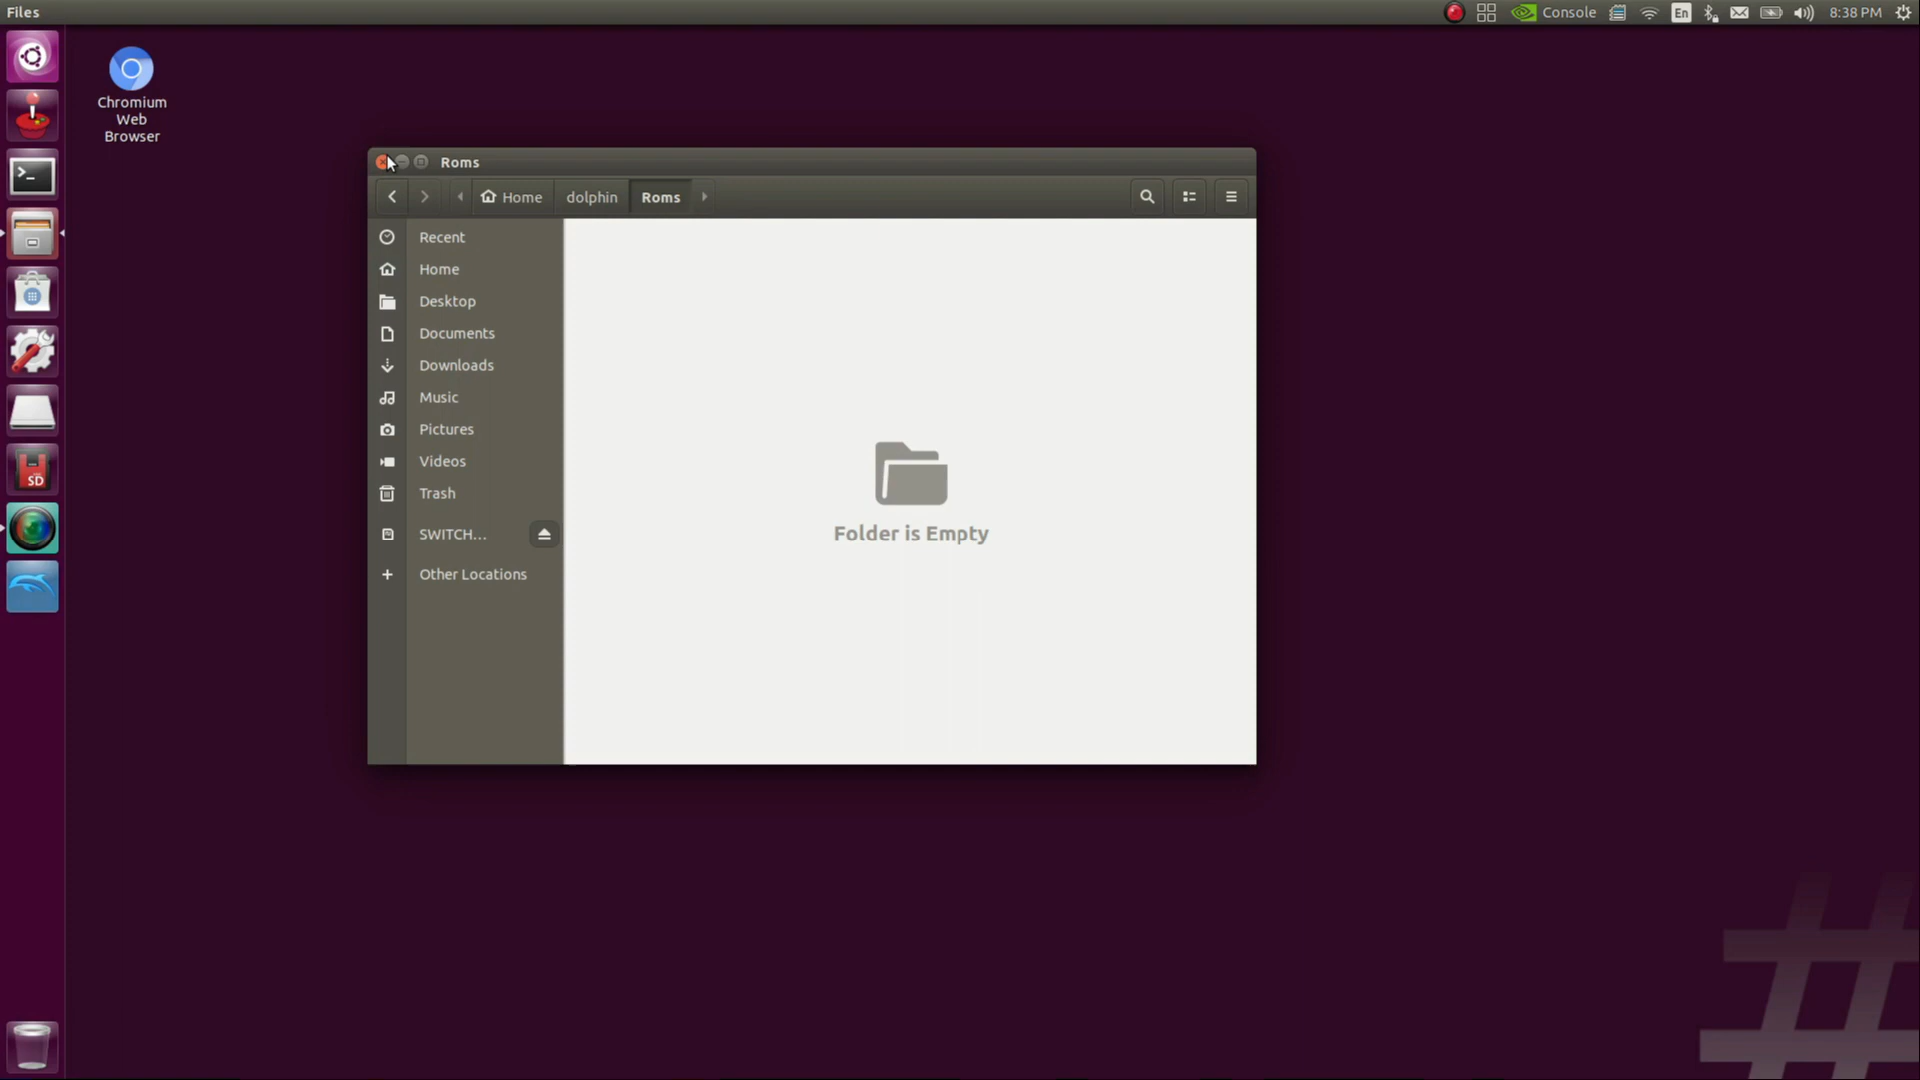 Files
Console
En
8:38 PM
Chromium
Web
Browser
Roms
Home
dolphin
Roms
Recent
Home
Desktop
Documents
Downloads
Music
Pictures
Videos
Trash
SWITCH...
Other Locations
Folder is Empty
SD
#